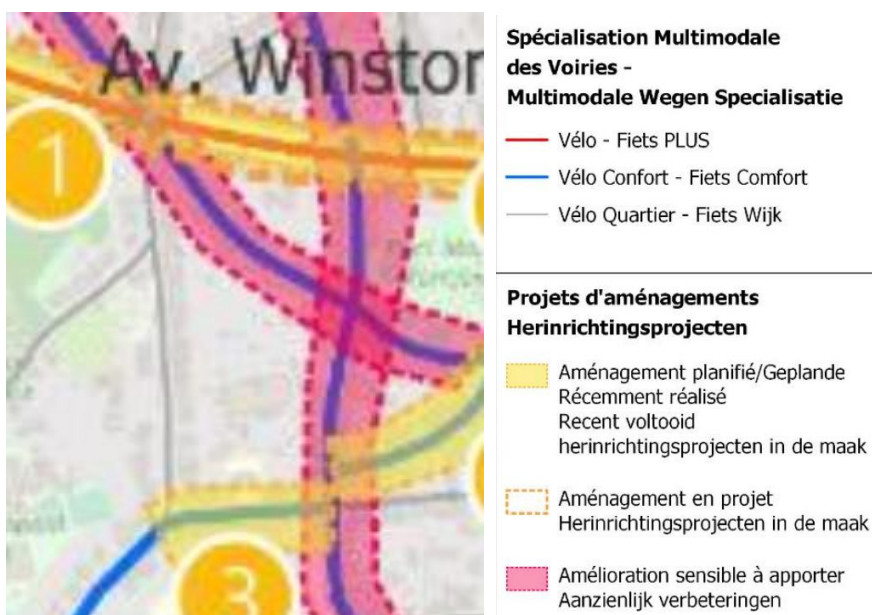 Av. Winston
1
3
Spécialisation Multimodale
des Voiries -
Multimodale Wegen Specialisatie
Vélo - Fiets PLUS
Vélo Confort - Fiets Comfort
Vélo Quartier - Fiets Wijk
Projets d'aménagements
Herinrichtingsprojecten
Aménagement planifié/Geplande
Récemment réalisé
Recent voltooid
herinrichtingsprojecten in de maak
Aménagement en projet
Herinrichtingsprojecten in de maak
Amélioration sensible à apporter
Aanzienlijk verbeteringen